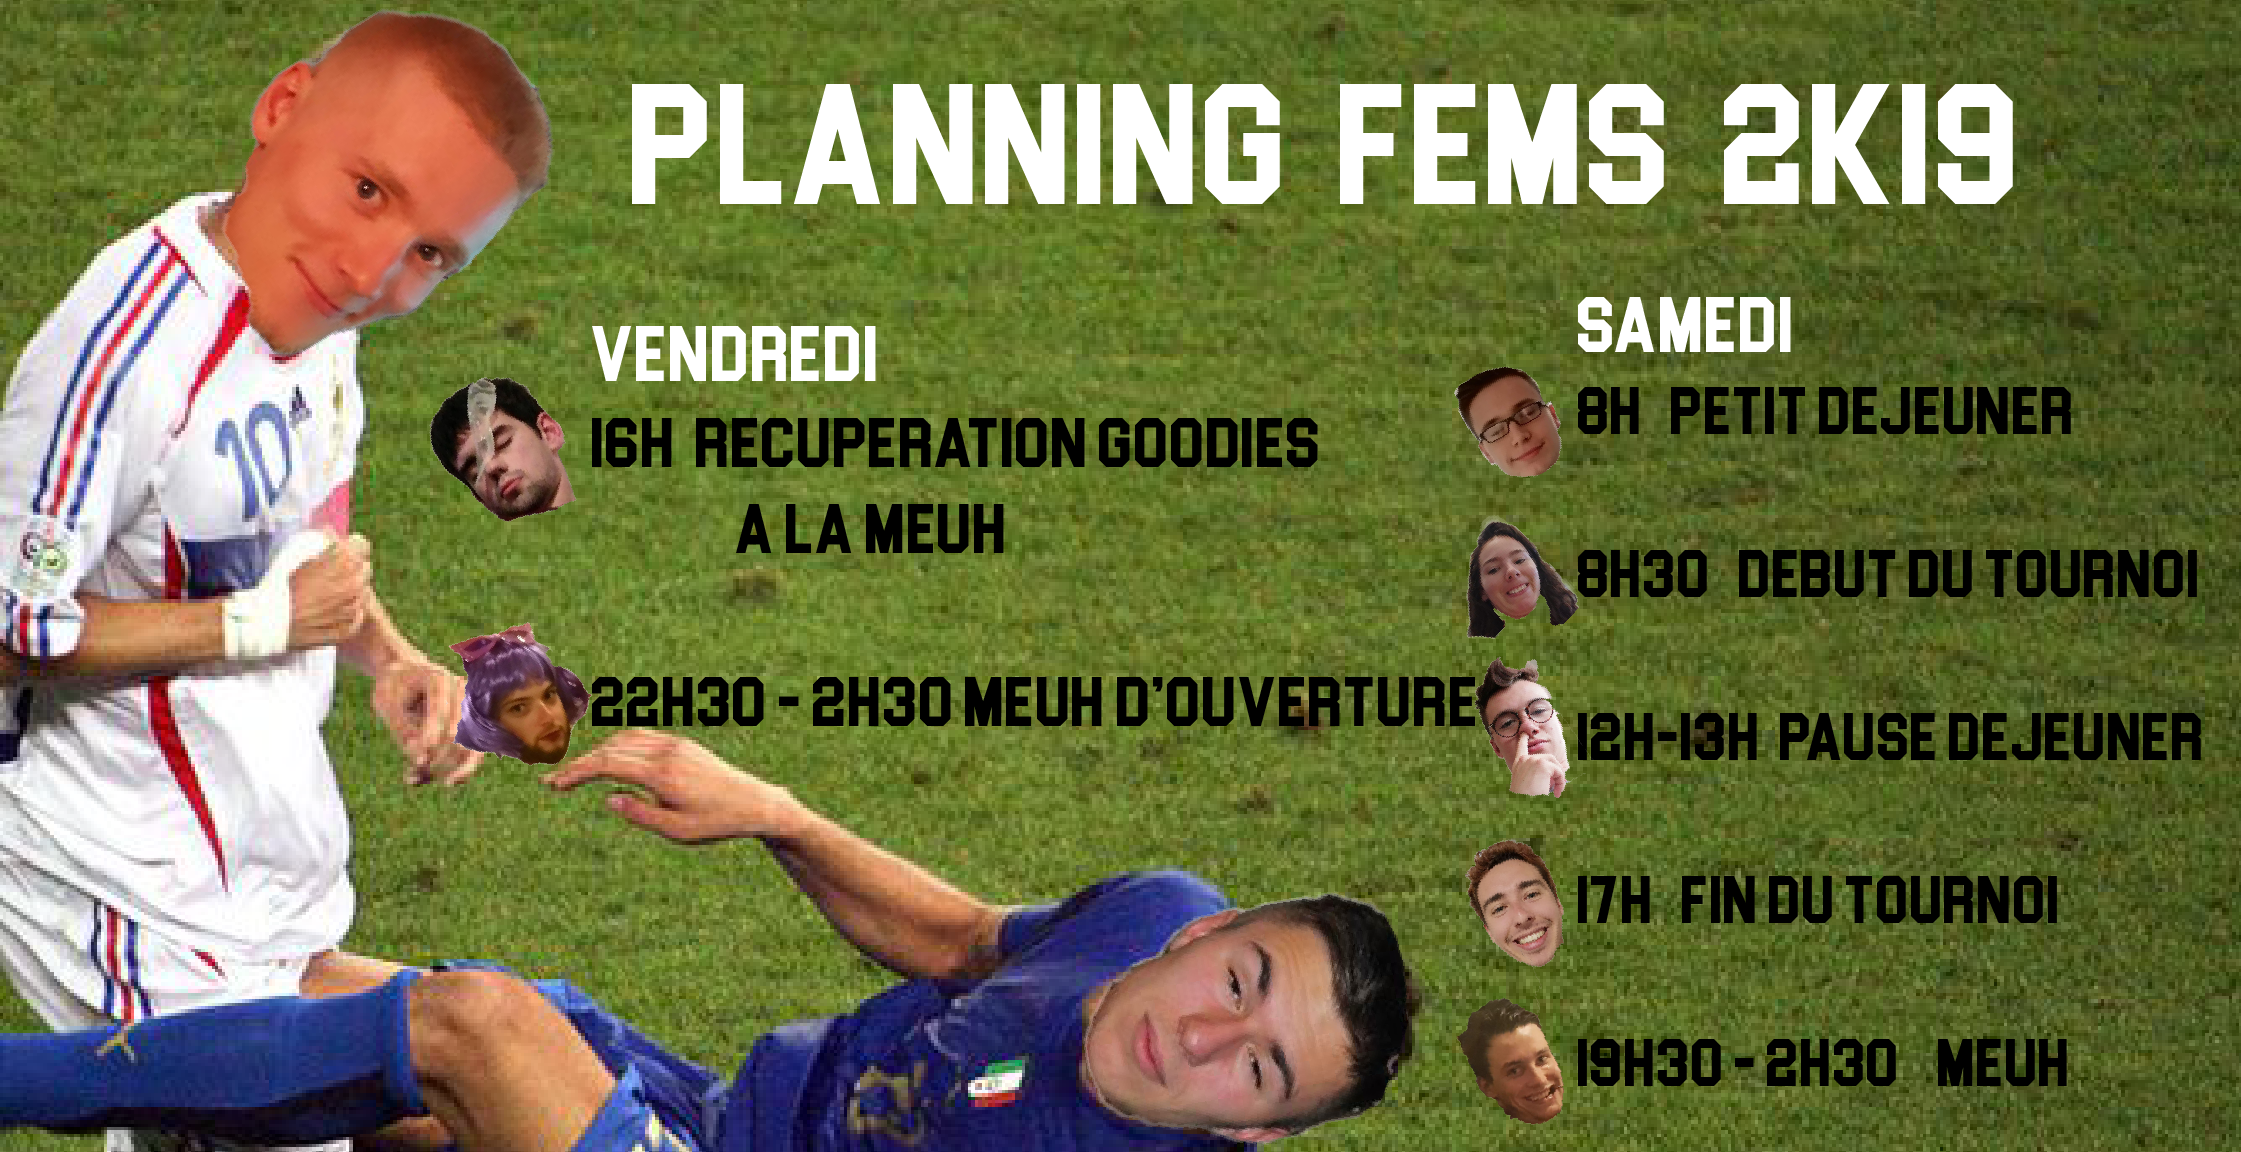 PLANNING FEMS 2K19
VENDREDI
16H RECUPERATION GOODIES
A LA MEUH
22H30 - 2H30 MEUH D'OUVERTURE
SAMEDI
8H PETIT DEJEUNER
8H30 DEBUT DU TOURNOI
12H-13H PAUSE DEJEUNER
17H FIN DU TOURNOI
19H30 - 2H30 MEUH
10